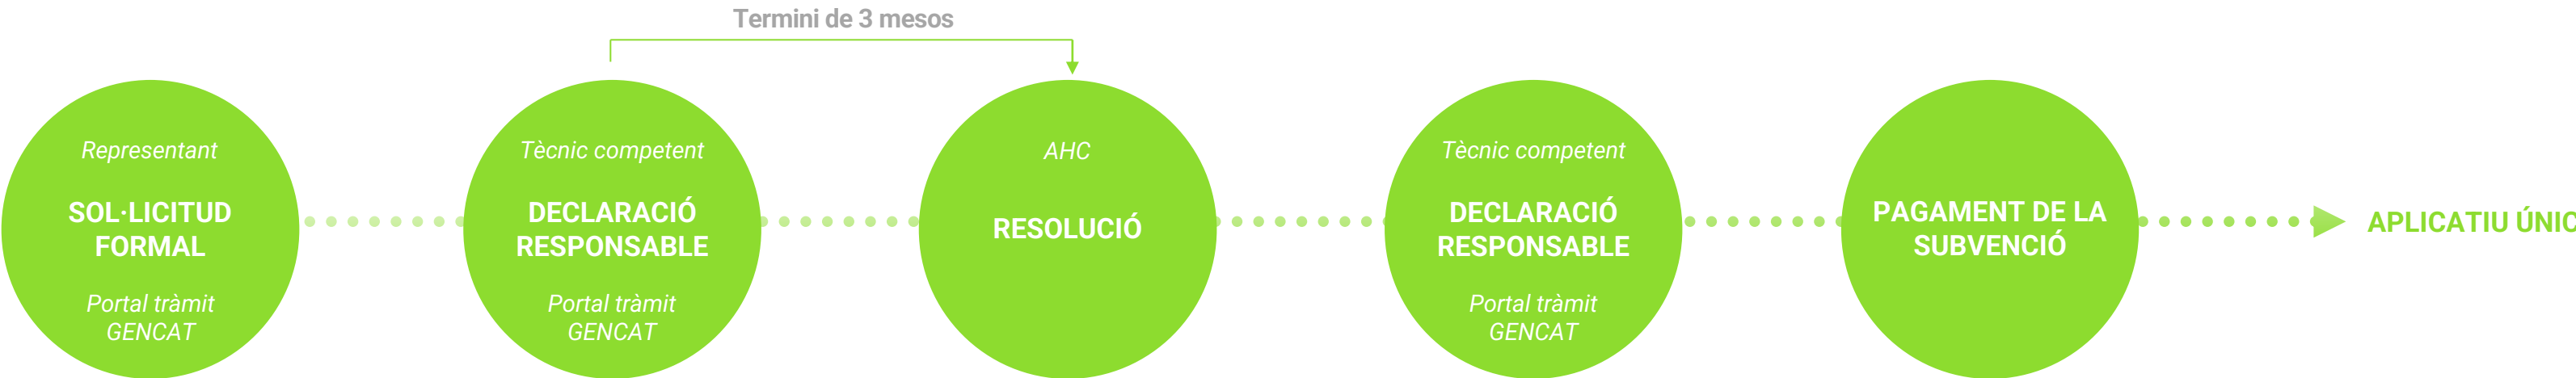 Termini de 3 mesos
Representant
SOL·LICITUD
FORMAL
Portal tràmit
GENCAT
Tècnic competent
DECLARACIÓ
RESPONSABLE
Portal tràmit
GENCAT
AHC
RESOLUCIÓ
Tècnic competent
DECLARACIÓ
RESPONSABLE
Portal tràmit
GENCAT
PAGAMENT DE LA
SUBVENCIÓ
APLICATIU ÚNIC